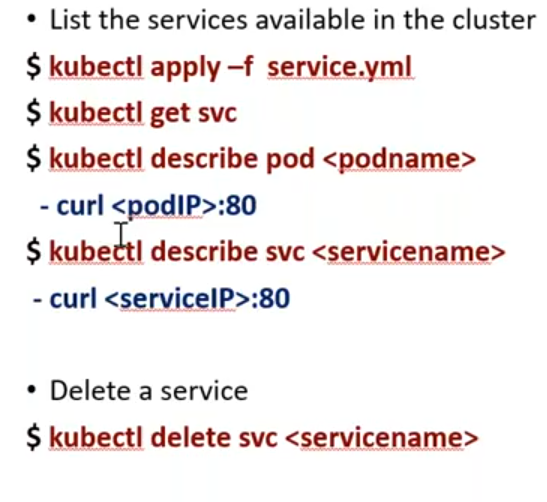 • List the services available in the cluster
$ kubectl apply –f  service.yml
$ kubectl get svc
$ kubectl describe pod <podname>
- curl <podIP>:80
$ kubectl describe svc <servicename>
- curl <serviceIP>:80
• Delete a service
$ kubectl delete svc <servicename>